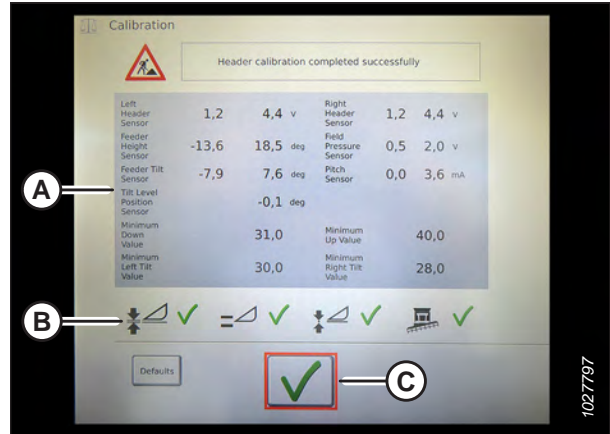 Calibration
Header calibration completed successfully
Left Header Sensor 1,2 4,4 v Right Header Sensor 1,2 4,4 v
Feeder Height Sensor -13,6 18,5 deg Field Pressure Sensor 0,5 2,0 v
Feeder Tilt Sensor -7,9 7,6 deg Pitch Sensor 0,0 3,6 mA
Tilt Level Position Sensor -0,1 deg
Minimum Down Value 31,0 Minimum Up Value 40,0
Minimum Left Tilt Value 30,0 Minimum Right Tilt Value 28,0
A
B
Defaults
C
1027797